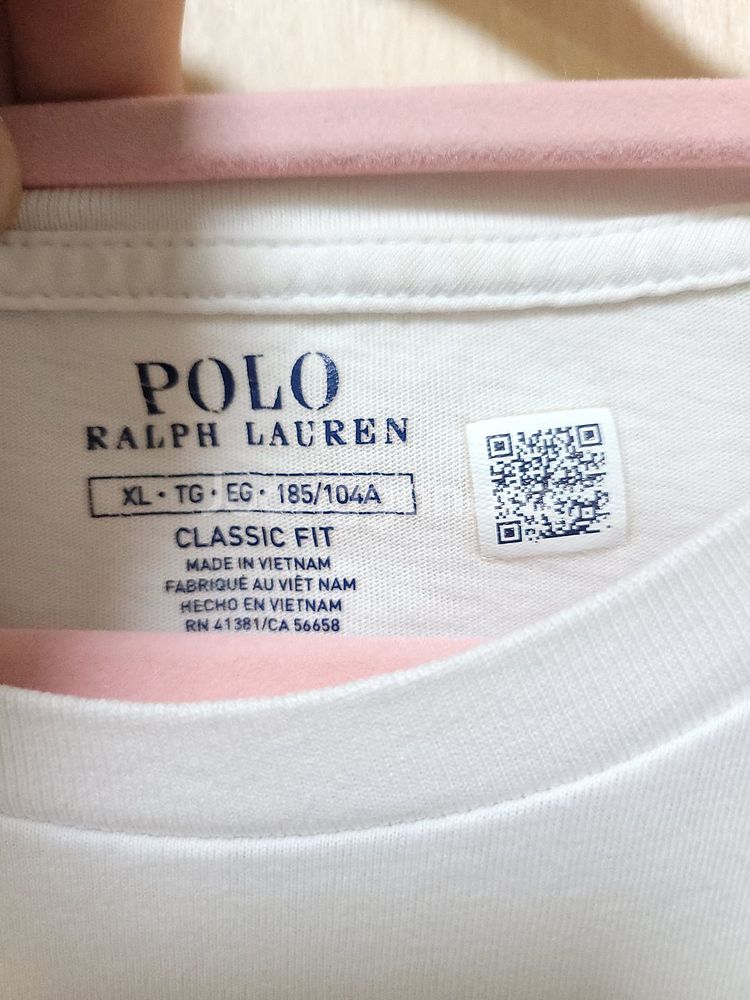 POLO
RALPH LAUREN
XL • TG • EG • 185/104A
CLASSIC FIT
MADE IN VIETNAM
FABRIQUÉ AU VIÊT NAM
HECHO EN VIETNAM
RN 41381/CA 56658